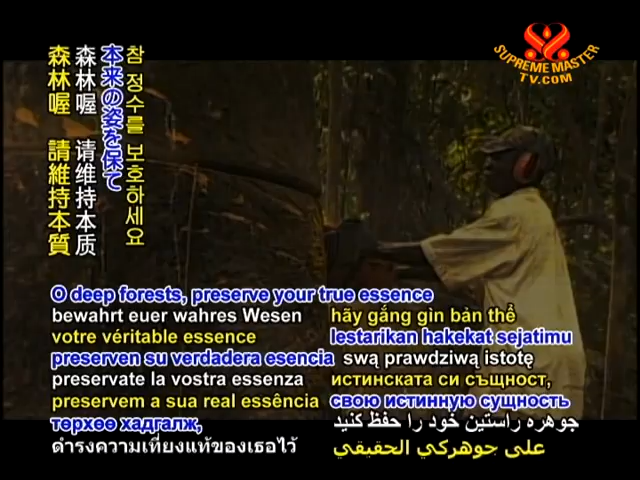 SUPREME MASTER
TV.COM
참 정수를 보호하세요
本来の姿を保て
森林喔 请维持本质
森林喔 請維持本質
O deep forests, preserve your true essence
bewahrt euer wahres Wesen
hãy gắng gìn bản thể
votre véritable essence
lestarikan hakekat sejatimu
preserven su verdadera esencia
swą prawdziwą istotę
preservate la vostra essenza
истинската си същност,
preservem a sua real essência
свою истинную сущность
төрхөө хадгалж,
جوهره راستین خود را حفظ کنید
ดำรงความเที่ยงแท้ของเธอไว้
على جوهركي الحقيقي